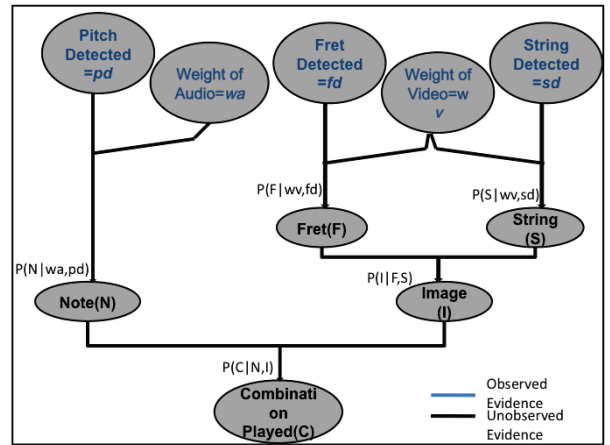 Pitch
Detected
=pd
Weight of
Audio=wa
Fret
Detected
=fd
Weight of
Video=w
v
String
Detected
=sd
P(F|wv,fd)
P(S|wv,sd)
Fret(F)
String
(S)
P(N|wa,pd)
P(I|F,S)
Note(N)
Image
(I)
P(C|N,I)
Combinati
on
Played(C)
Observed
Evidence
Unobserved
Evidence